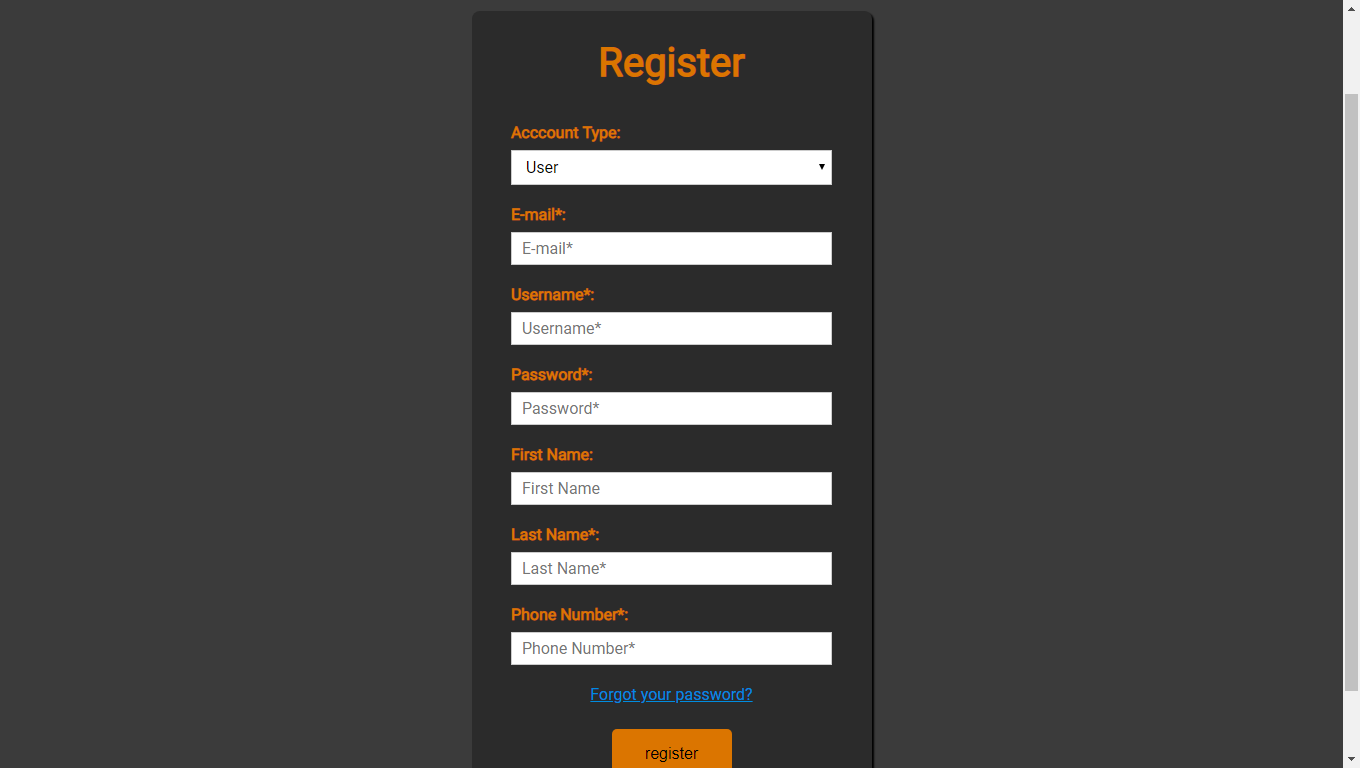 Register
Acccount Type:
User
E-mail*:
E-mail*
Username*:
Username*
Password*:
Password*
First Name:
First Name
Last Name*:
Last Name*
Phone Number*:
Phone Number*
Forgot your password?
register